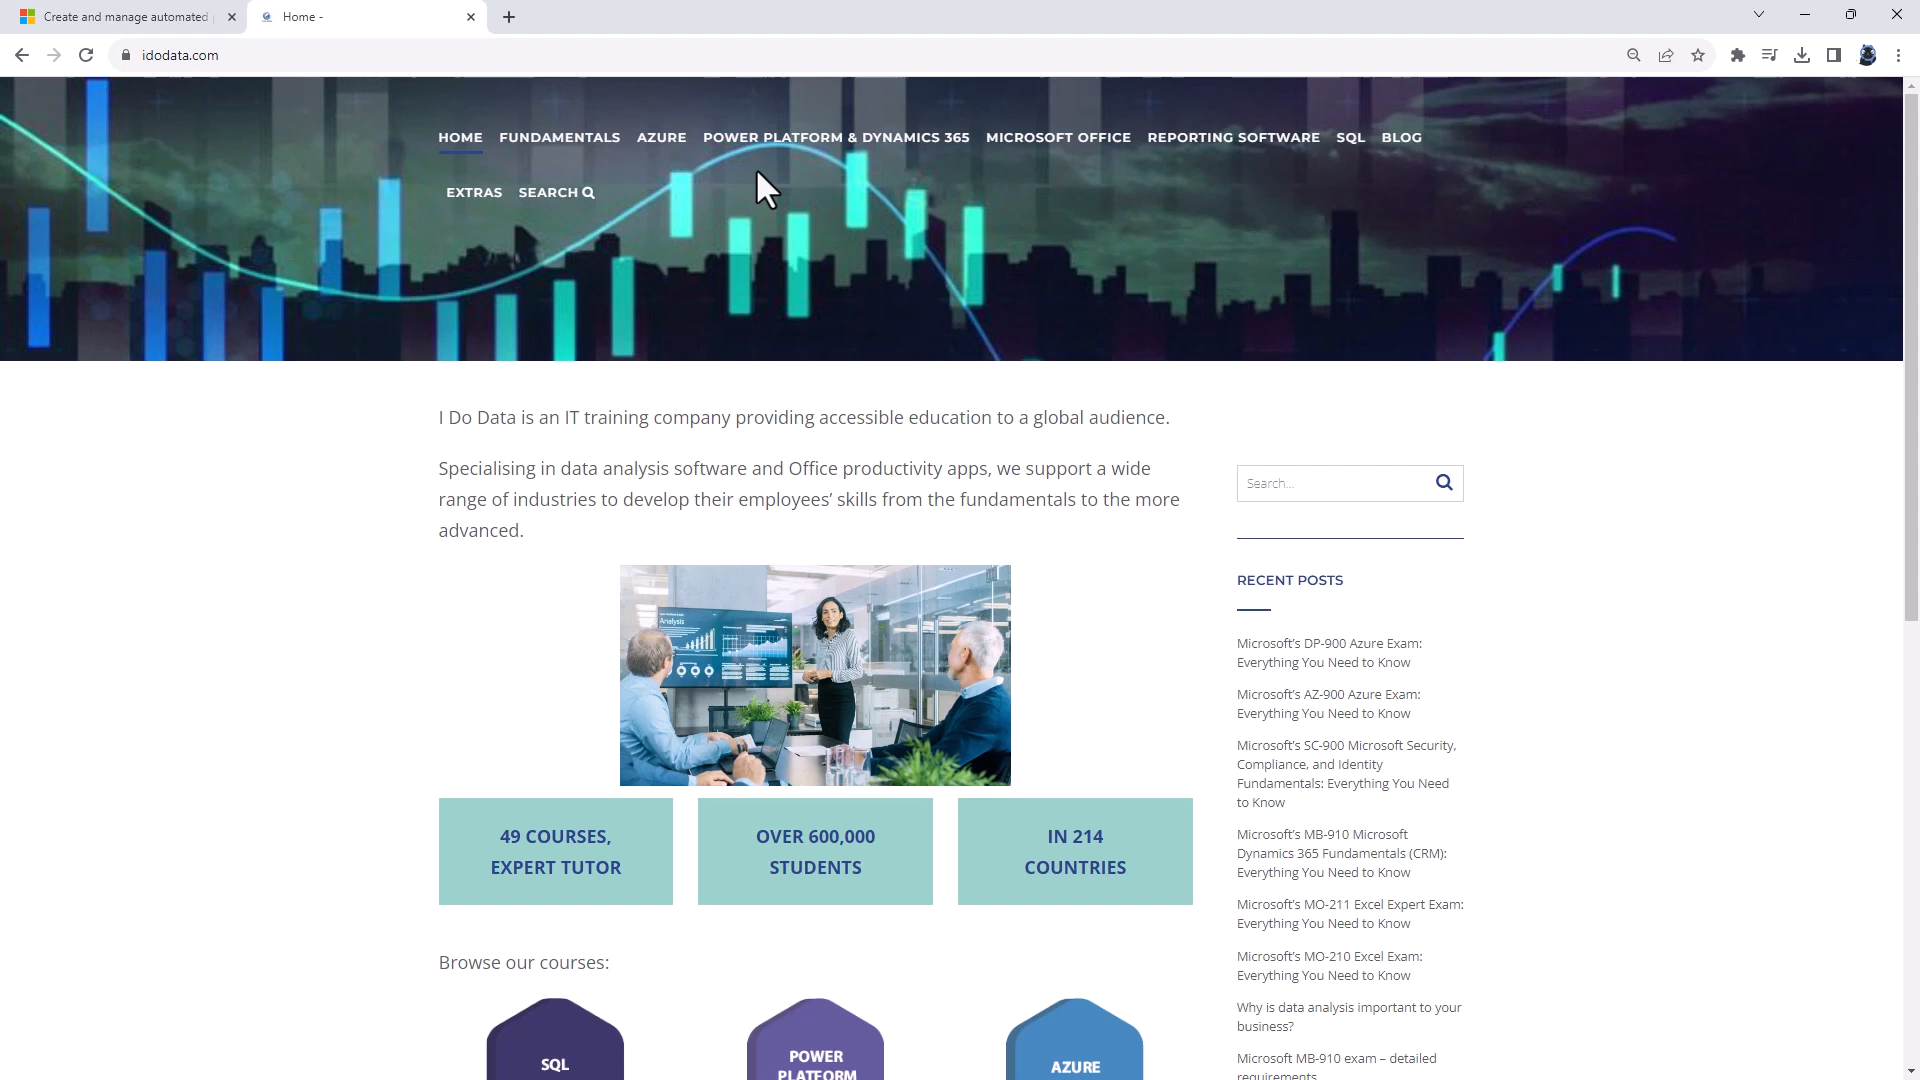 Create and manage automated
Home -
idodata.com
HOME FUNDAMENTALS AZURE POWER PLATFORM & DYNAMICS 365 MICROSOFT OFFICE REPORTING SOFTWARE SQL BLOG
EXTRAS SEARCH
I Do Data is an IT training company providing accessible education to a global audience.
Specialising in data analysis software and Office productivity apps, we support a wide
range of industries to develop their employees’ skills from the fundamentals to the more
advanced.
Analysis
49 COURSES,
EXPERT TUTOR
OVER 600,000
STUDENTS
IN 214
COUNTRIES
Browse our courses:
SQL
POWER
PLATFORM
AZURE
Search...
RECENT POSTS
Microsoft’s DP-900 Azure Exam:
Everything You Need to Know
Microsoft’s AZ-900 Azure Exam:
Everything You Need to Know
Microsoft’s SC-900 Microsoft Security,
Compliance, and Identity
Fundamentals: Everything You Need
to Know
Microsoft’s MB-910 Microsoft
Dynamics 365 Fundamentals (CRM):
Everything You Need to Know
Microsoft’s MO-211 Excel Expert Exam:
Everything You Need to Know
Microsoft’s MO-210 Excel Exam:
Everything You Need to Know
Why is data analysis important to your
business?
Microsoft MB-910 exam – detailed
requirements